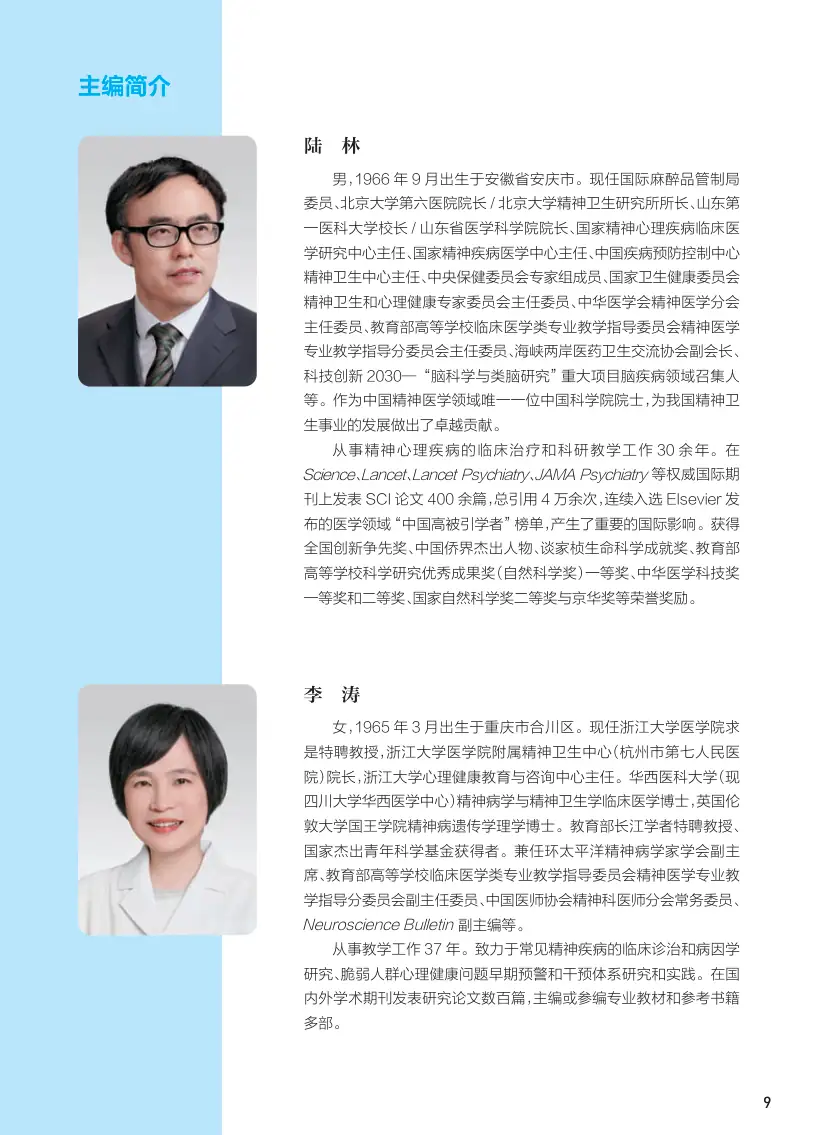 主编简介
陆 林
男,1966 年 9 月出生于安徽省安庆市。现任国际麻醉品管制局
委员、北京大学第六医院院长 / 北京大学精神卫生研究所所长、山东第
一医科大学校长 / 山东省医学科学院院长、国家精神心理疾病临床医
学研究中心主任、国家精神疾病医学中心主任、中国疾病预防控制中心
精神卫生中心主任、中央保健委员会专家组成员、国家卫生健康委员会
精神卫生和心理健康专家委员会主任委员、中华医学会精神医学分会
主任委员、教育部高等学校临床医学类专业教学指导委员会精神医学
专业教学指导分委员会主任委员、海峡两岸医药卫生交流协会副会长、
科技创新 2030—“脑科学与类脑研究”重大项目脑疾病领域召集人
等。作为中国精神医学领域唯一一位中国科学院院士,为我国精神卫
生事业的发展做出了卓越贡献。
从事精神心理疾病的临床治疗和科研教学工作 30 余年。在
Science、Lancet、Lancet Psychiatry、JAMA Psychiatry 等权威国际期
刊上发表 SCI 论文 400 余篇,总引用 4 万余次,连续入选 Elsevier 发
布的医学领域“中国高被引学者”榜单,产生了重要的国际影响。获得
全国创新争先奖、中国侨界杰出人物、谈家桢生命科学成就奖、教育部
高等学校科学研究优秀成果奖(自然科学奖)一等奖、中华医学科技奖
一等奖和二等奖、国家自然科学奖二等奖与京华奖等荣誉奖励。
李 涛
女,1965 年 3 月出生于重庆市合川区。现任浙江大学医学院求
是特聘教授,浙江大学医学院附属精神卫生中心(杭州市第七人民医
院)院长,浙江大学心理健康教育与咨询中心主任。华西医科大学(现
四川大学华西医学中心)精神病学与精神卫生学临床医学博士,英国伦
敦大学国王学院精神病遗传学理学博士。教育部长江学者特聘教授、
国家杰出青年科学基金获得者。兼任环太平洋精神病学家学会副主
席、教育部高等学校临床医学类专业教学指导委员会精神医学专业教
学指导分委员会副主任委员、中国医师协会精神科医师分会常务委员、
Neuroscience Bulletin 副主编等。
从事教学工作 37 年。致力于常见精神疾病的临床诊治和病因学
研究、脆弱人群心理健康问题早期预警和干预体系研究和实践。在国
内外学术期刊发表研究论文数百篇,主编或参编专业教材和参考书籍
多部。
9